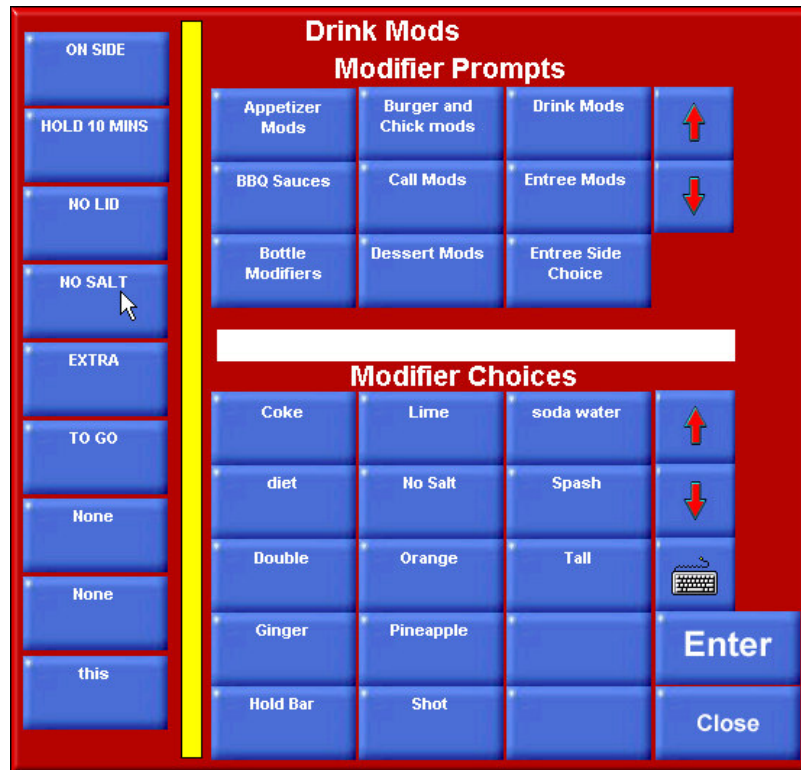 Drink Mods
Modifier Prompts
ON SIDE
HOLD 10 MINS
NO LID
NO SALT
EXTRA
TO GO
None
None
this
Appetizer
Mods
Burger and
Chick mods
Drink Mods
BBQ Sauces
Call Mods
Entree Mods
Bottle
Modifiers
Dessert Mods
Entree Side
Choice
Modifier Choices
Coke
Lime
soda water
diet
No Salt
Spash
Double
Orange
Tall
Ginger
Pineapple
Enter
Hold Bar
Shot
Close